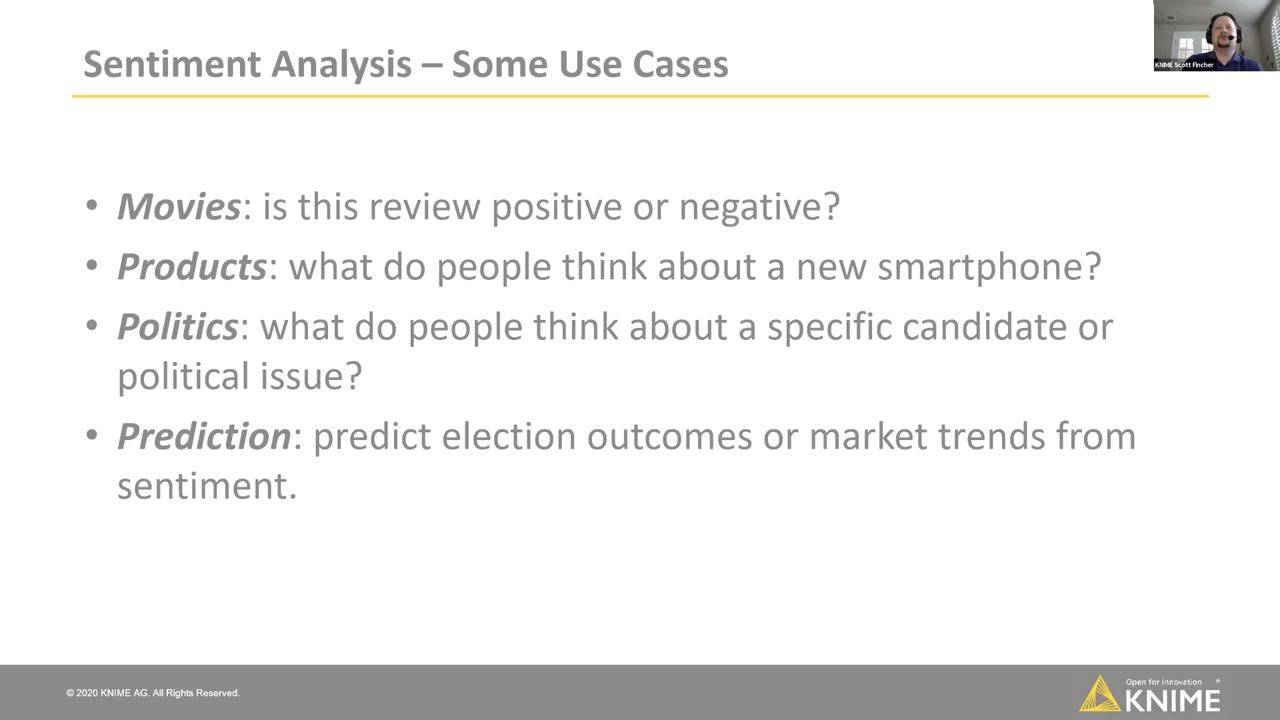 Sentiment Analysis – Some Use Cases
KNIME Scott Fincher
• Movies: is this review positive or negative?
• Products: what do people think about a new smartphone?
• Politics: what do people think about a specific candidate or
political issue?
• Prediction: predict election outcomes or market trends from
sentiment.
© 2020 KNIME AG. All Rights Reserved.
Open for Innovation ®
KNIME